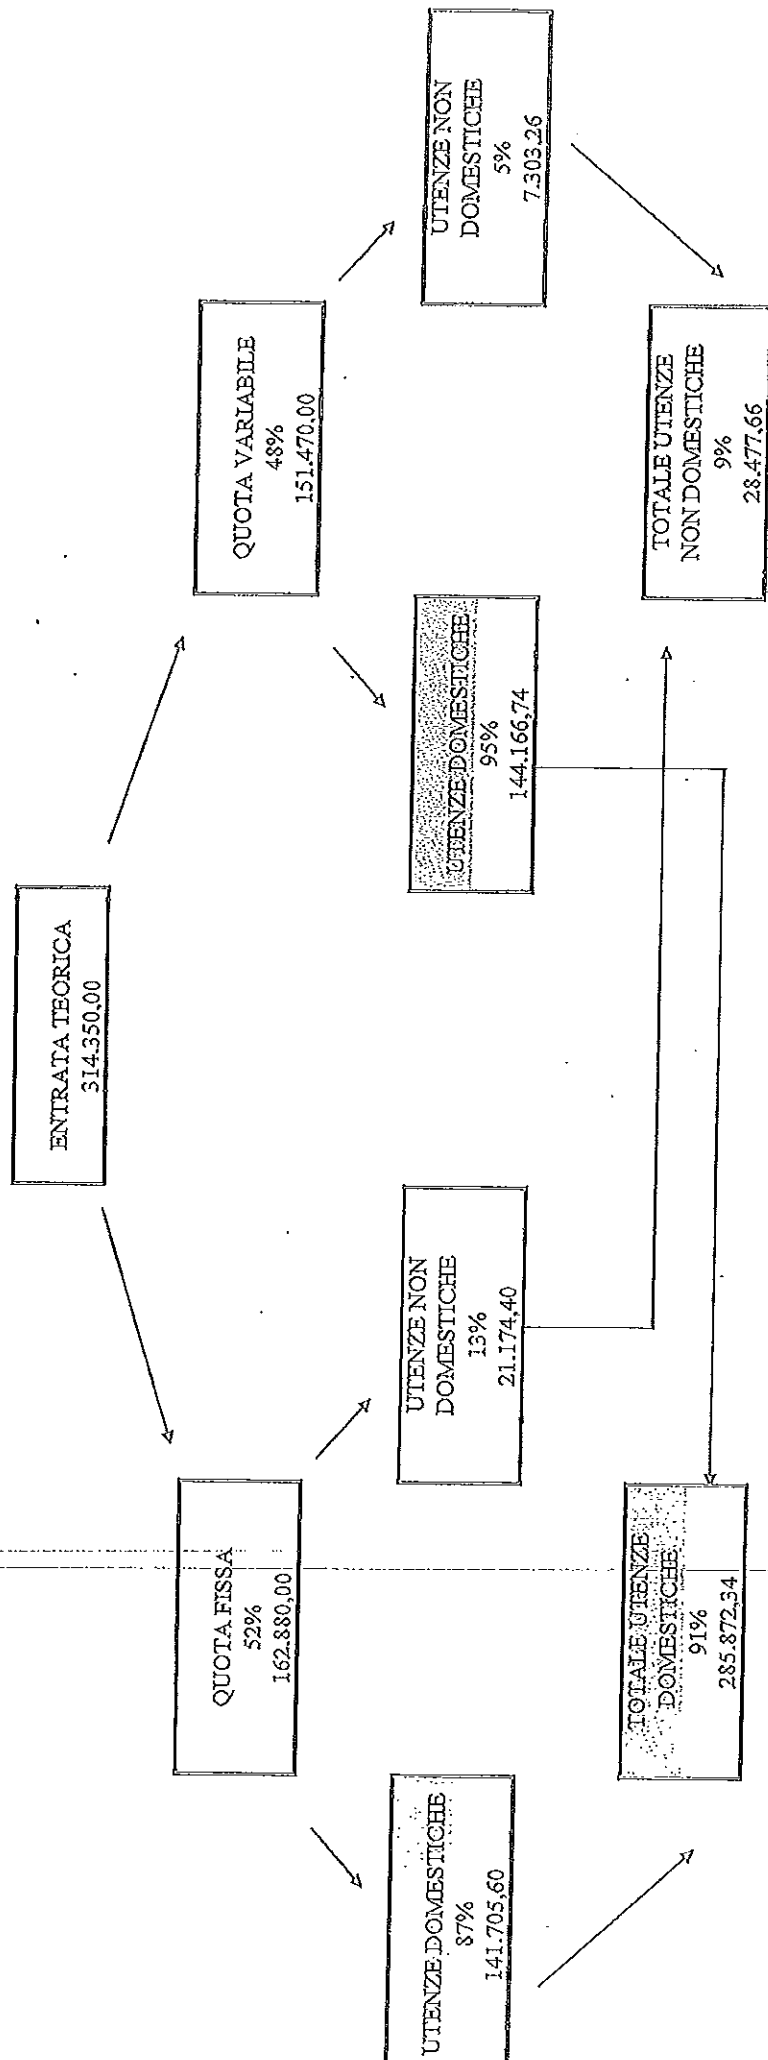 ENTRATA TEORICA
314.350,00
QUOTA FISSA
52%
162.880,00
QUOTA VARIABILE
48%
151.470,00
UTENZE DOMESTICHE
87%
141.705,60
UTENZE NON
DOMESTICHE
13%
21.174,40
UTENZE DOMESTICHE
95%
144.166,74
UTENZE NON
DOMESTICHE
5%
7.303,26
TOTALE UTENZE
DOMESTICHE
91%
285.872,34
TOTALE UTENZE
NON DOMESTICHE
9%
28.477,66